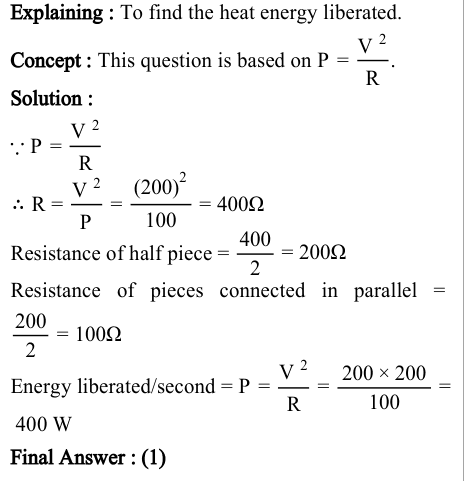 Explaining : To find the heat energy liberated.
Concept : This question is based on P = V²/R.
Solution :
∵ P = V²/R
∴ R = V²/P = (200)²/100 = 400Ω
Resistance of half piece = 400/2 = 200Ω
Resistance of pieces connected in parallel =
200/2 = 100Ω
Energy liberated/second = P = V²/R = 200 × 200/100 =
400 W
Final Answer : (1)